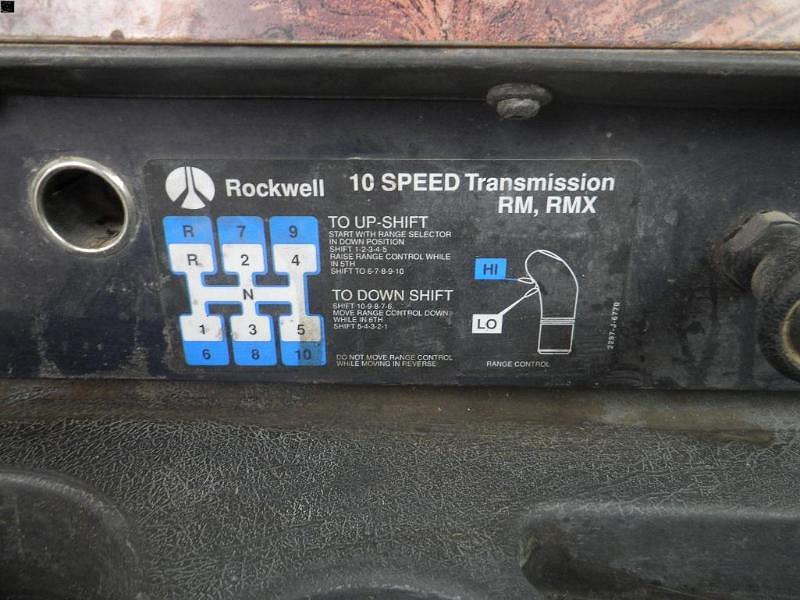 Rockwell 10 SPEED Transmission
RM, RMX
R 7 9
R 2 4
N
1 3 5
6 8 10
TO UP-SHIFT
START WITH RANGE SELECTOR
IN DOWN POSITION
SHIFT 1-2-3-4-5
RAISE RANGE CONTROL WHILE
IN 5TH
SHIFT TO 6-7-8-9-10
TO DOWN SHIFT
SHIFT 10-9-8-7-6
MOVE RANGE CONTROL DOWN
WHILE IN 6TH
SHIFT 5-4-3-2-1
DO NOT MOVE RANGE CONTROL
WHILE MOVING IN REVERSE
HI
LO
RANGE CONTROL
2297-J-6770